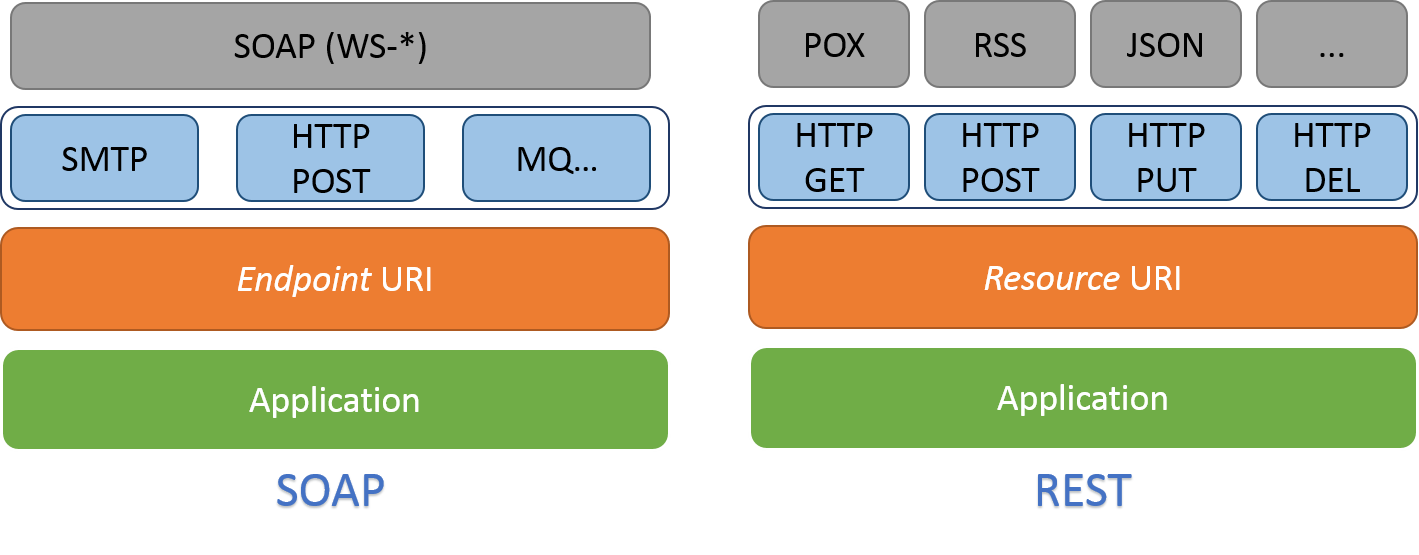 SOAP (WS-*)
SMTP
HTTP
POST
MQ...
Endpoint URI
Application
SOAP
POX
RSS
JSON
...
HTTP
GET
HTTP
POST
HTTP
PUT
HTTP
DEL
Resource URI
Application
REST